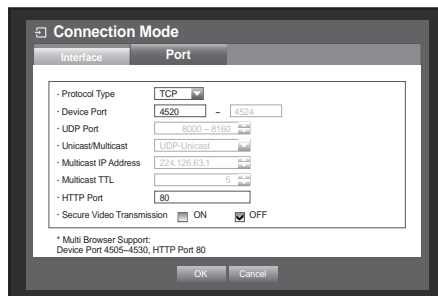 Connection Mode
Interface Port
· Protocol Type TCP
· Device Port 4520 ~ 4524
· UDP Port 8000 ~ 8160
· Unicast/Multicast UDP-Unicast
· Multicast IP Address 224.126.63.1
· Multicast TTL 5
· HTTP Port 80
· Secure Video Transmission ON OFF
* Multi Browser Support:
Device Port 4505~4530, HTTP Port 80
OK Cancel